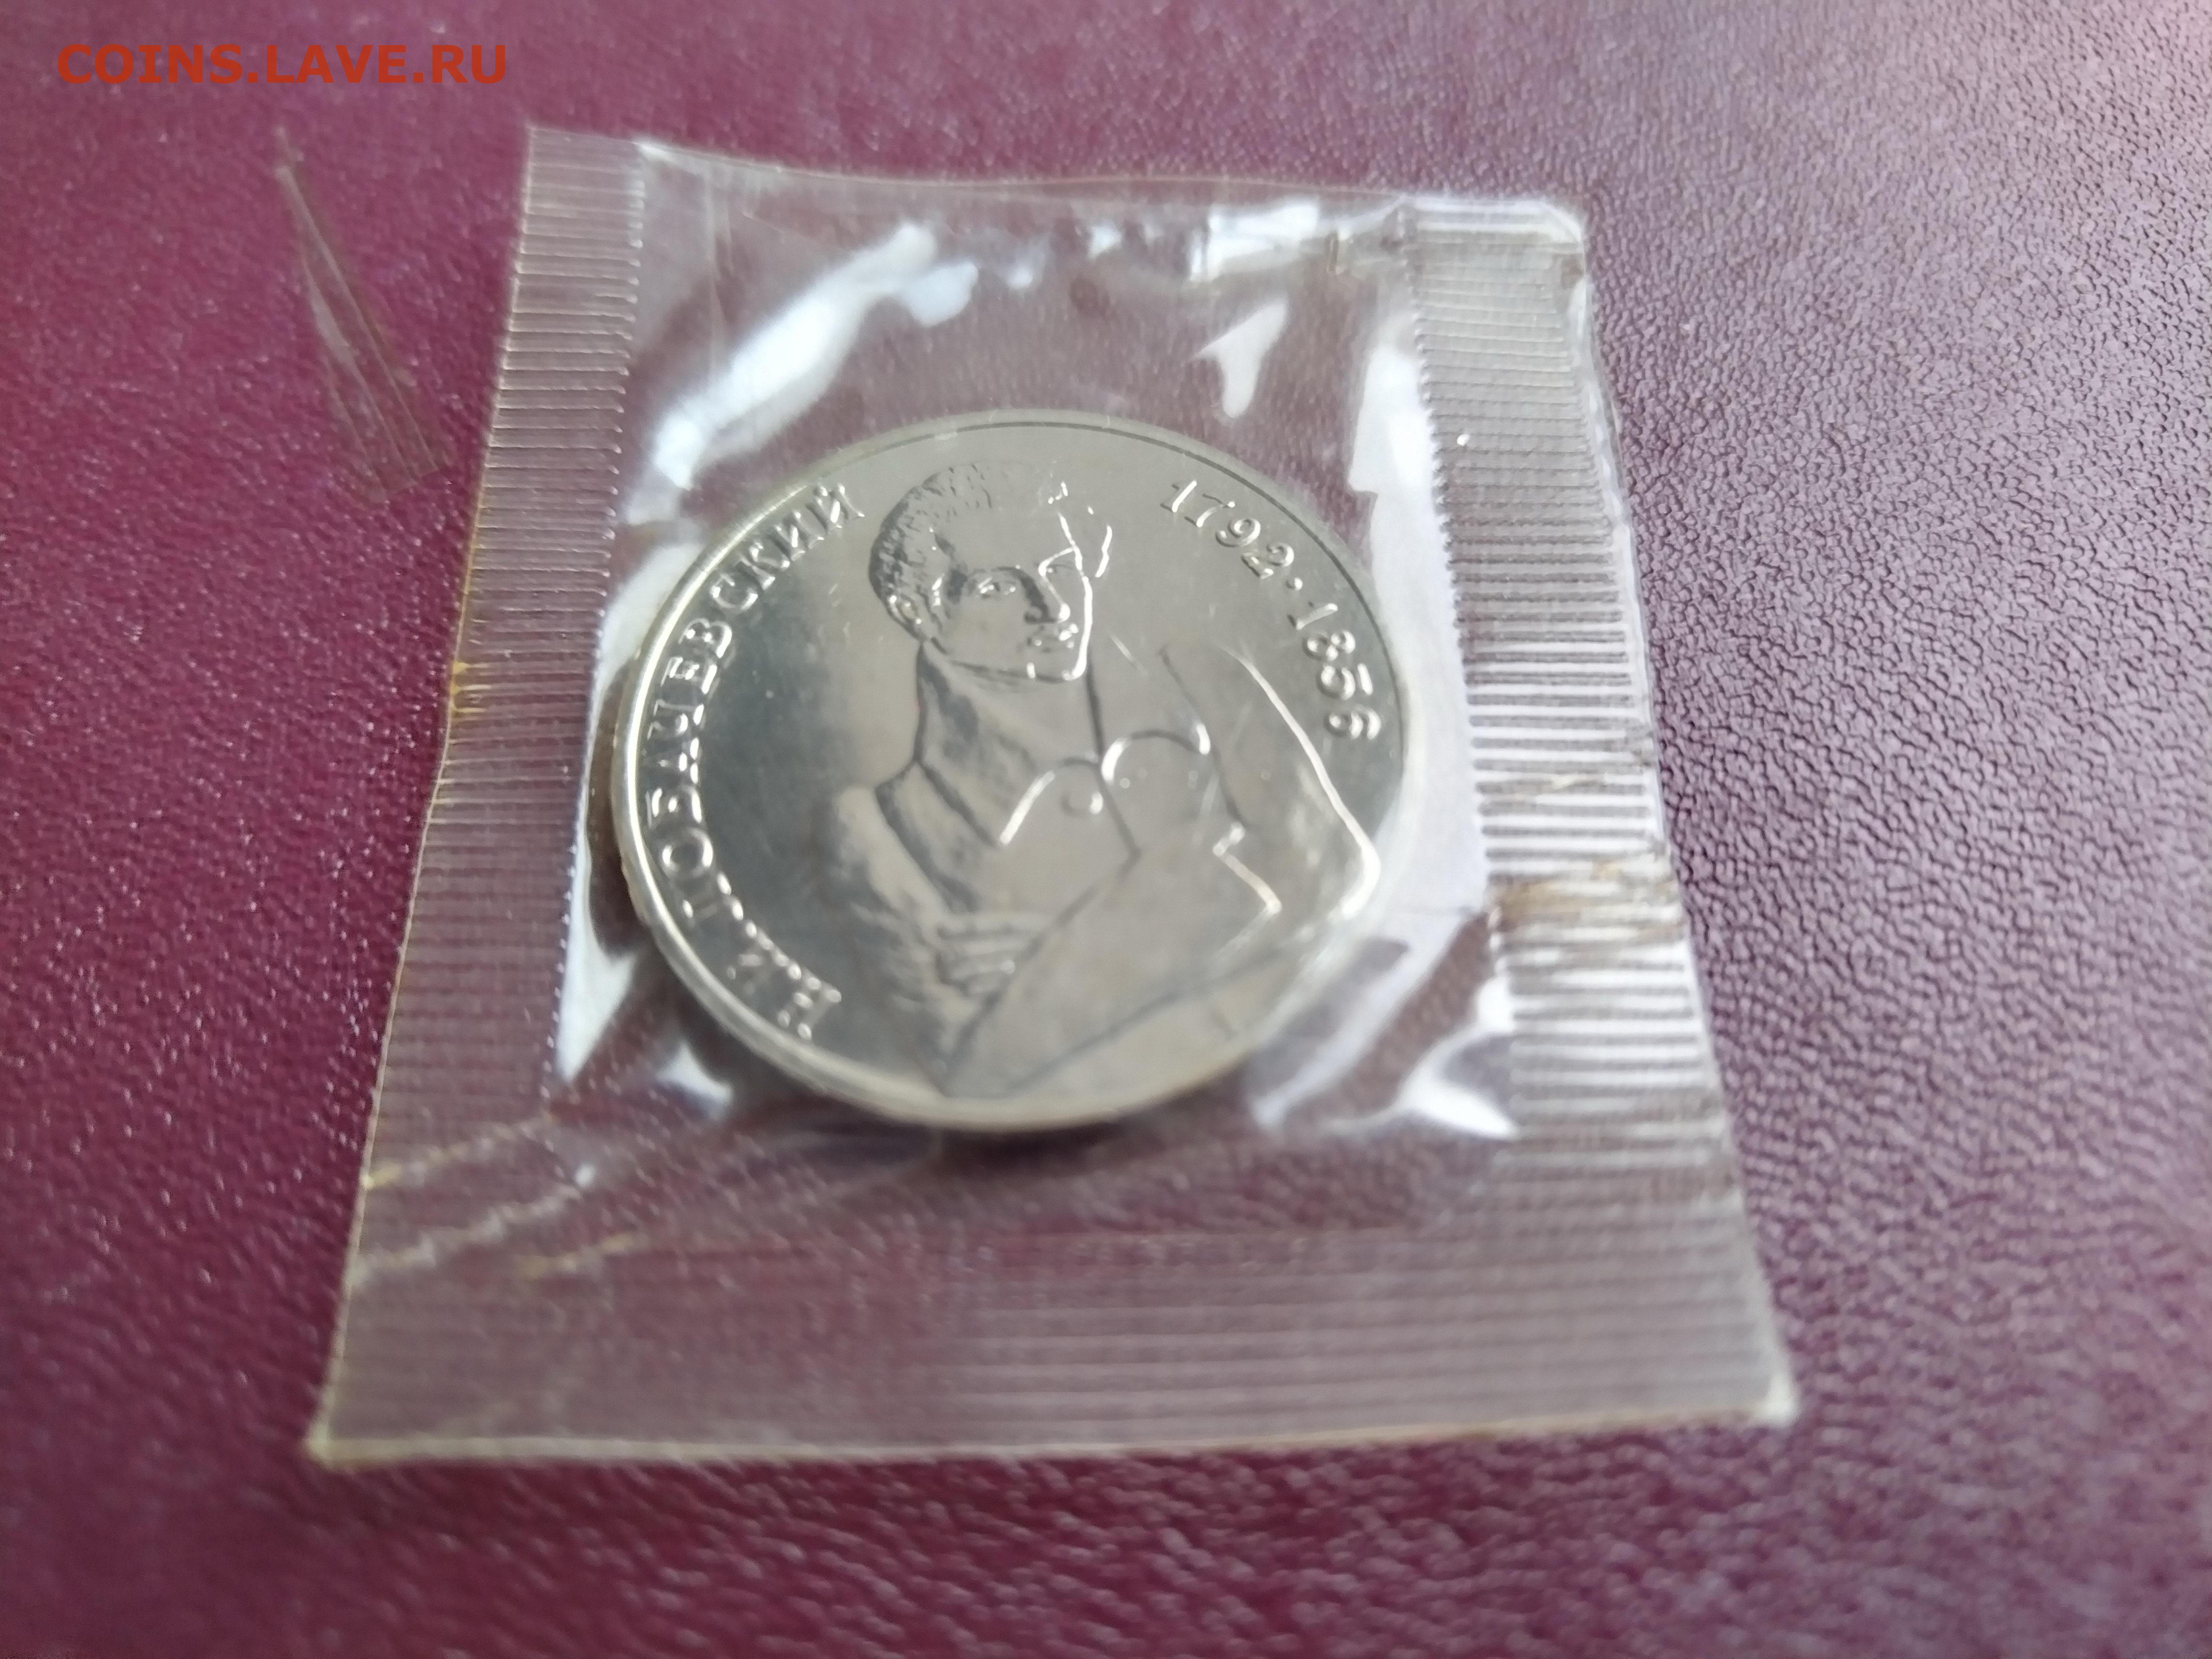 COINS.LAVE.RU
Н.И. ЛОБАЧЕВСКИЙ
1792·1856